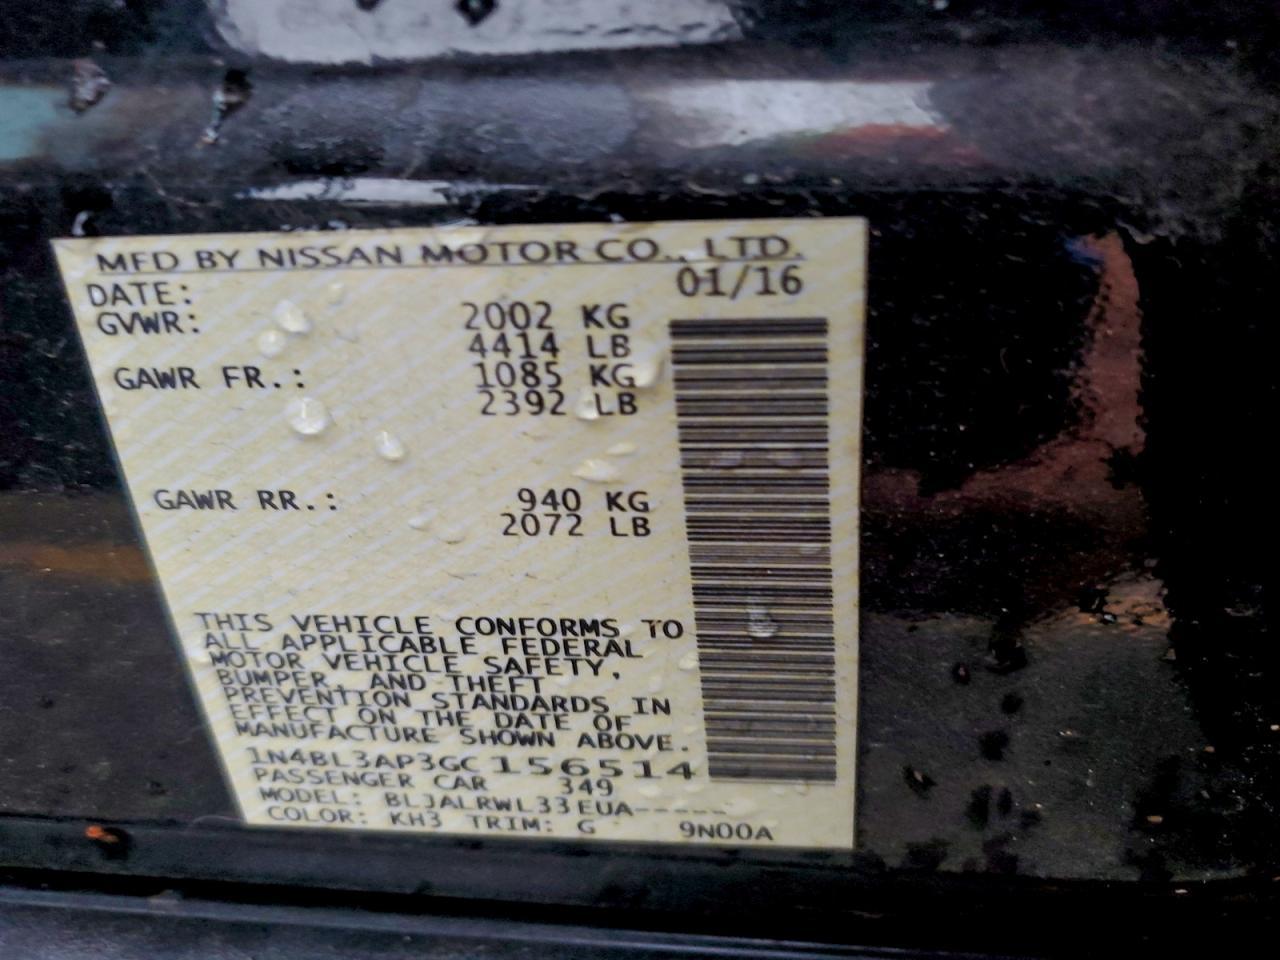 MFD BY NISSAN MOTOR CO., LTD.
DATE: 01/16
GVWR: 2002 KG
4414 LB
GAWR FR.: 1085 KG
2392 LB
GAWR RR.: 940 KG
2072 LB
THIS VEHICLE CONFORMS TO
ALL APPLICABLE FEDERAL
MOTOR VEHICLE SAFETY,
BUMPER, AND THEFT
PREVENTION STANDARDS IN
EFFECT ON THE DATE OF
MANUFACTURE SHOWN ABOVE.
1N4BL3AP3GC156514
PASSENGER CAR 349
MODEL: BLJALRWL33EUA-----
COLOR: KH3 TRIM: G 9N00A